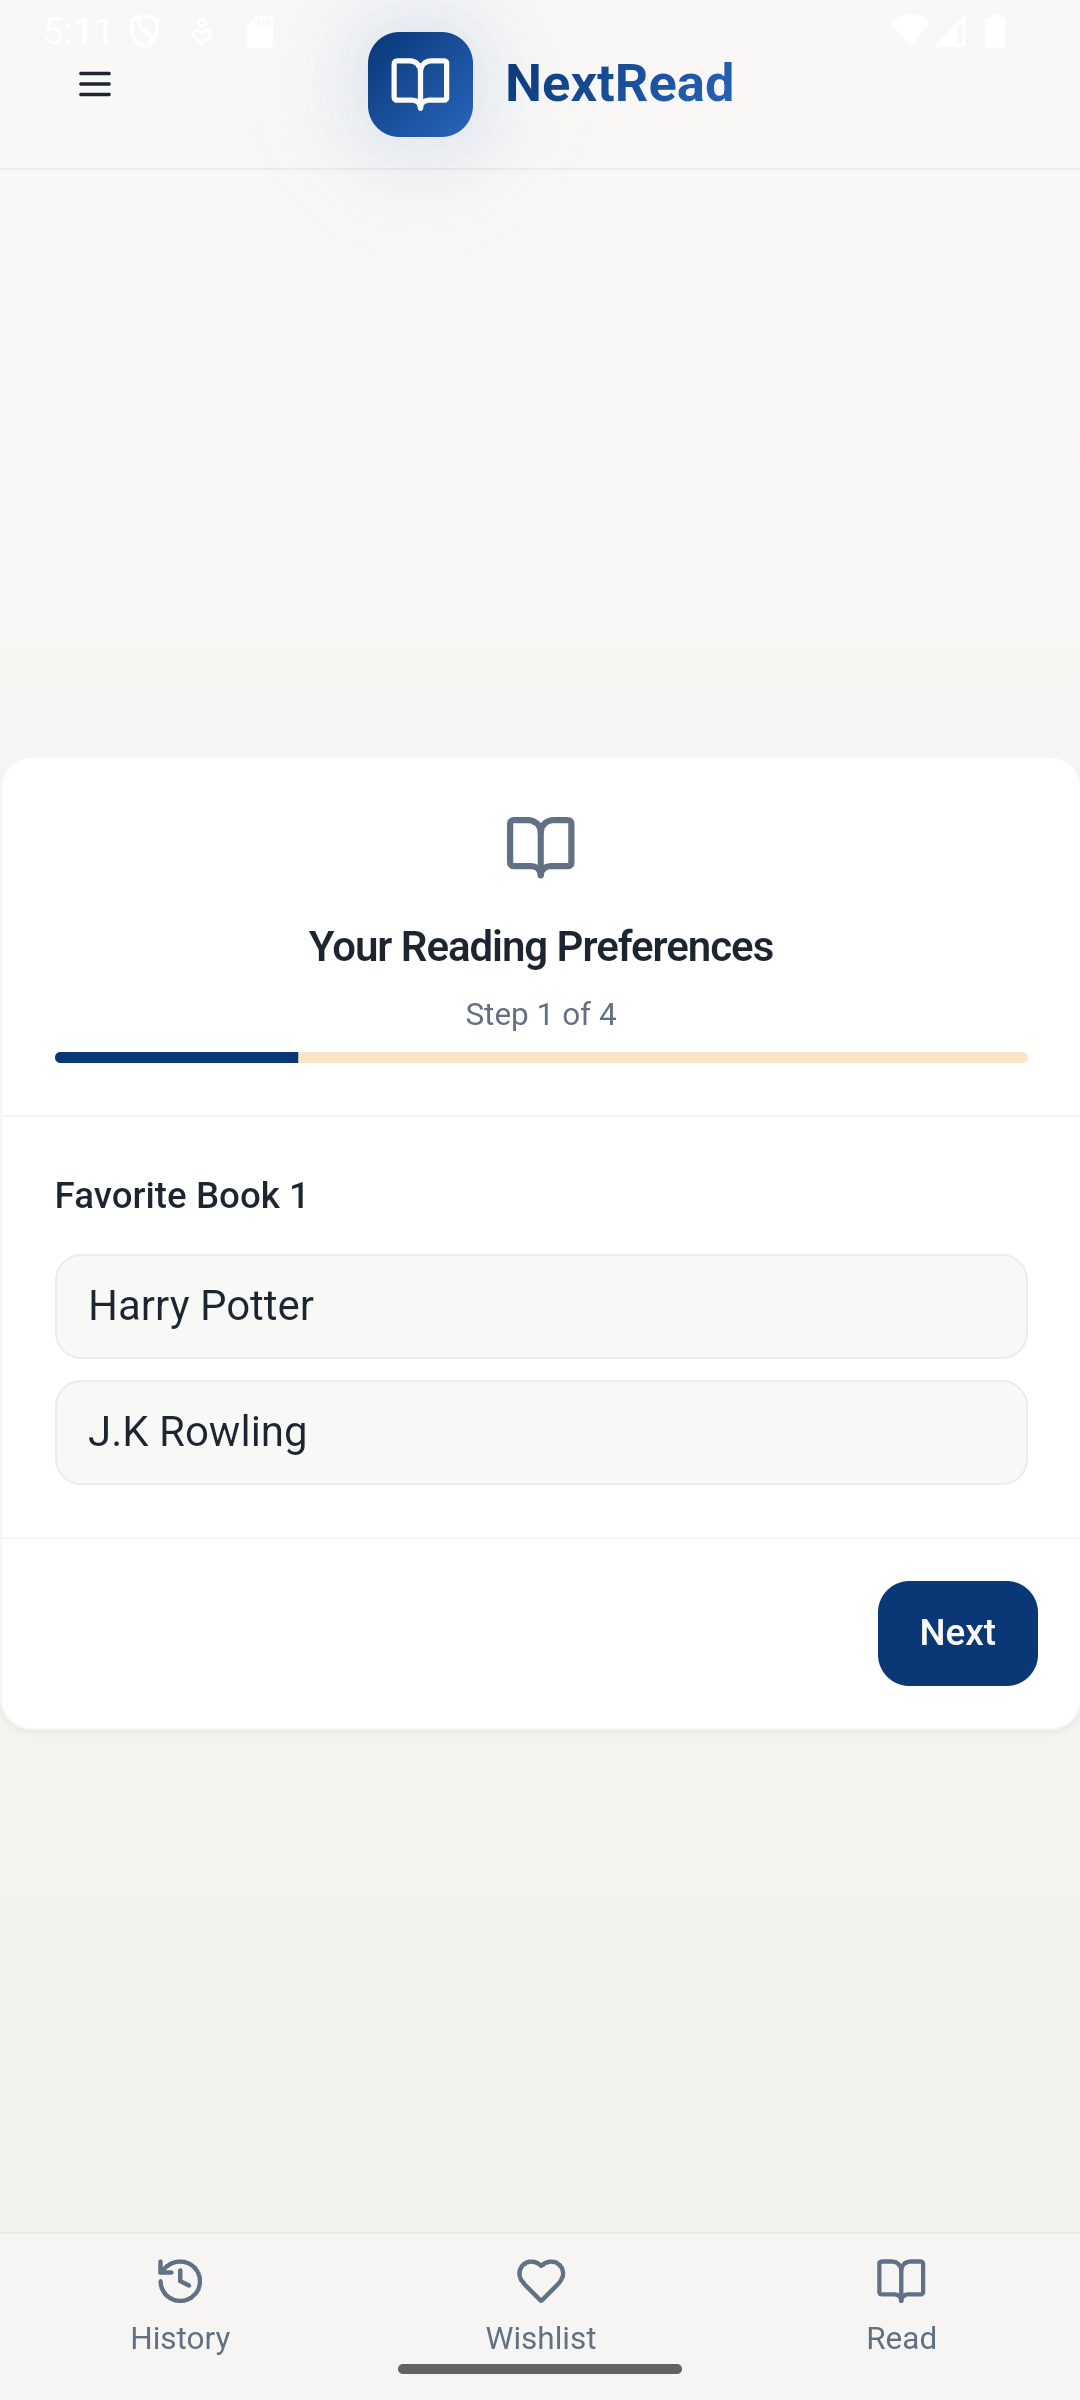 5:11
NextRead
Your Reading Preferences
Step 1 of 4
Favorite Book 1
Harry Potter
J.K Rowling
Next
History
Wishlist
Read